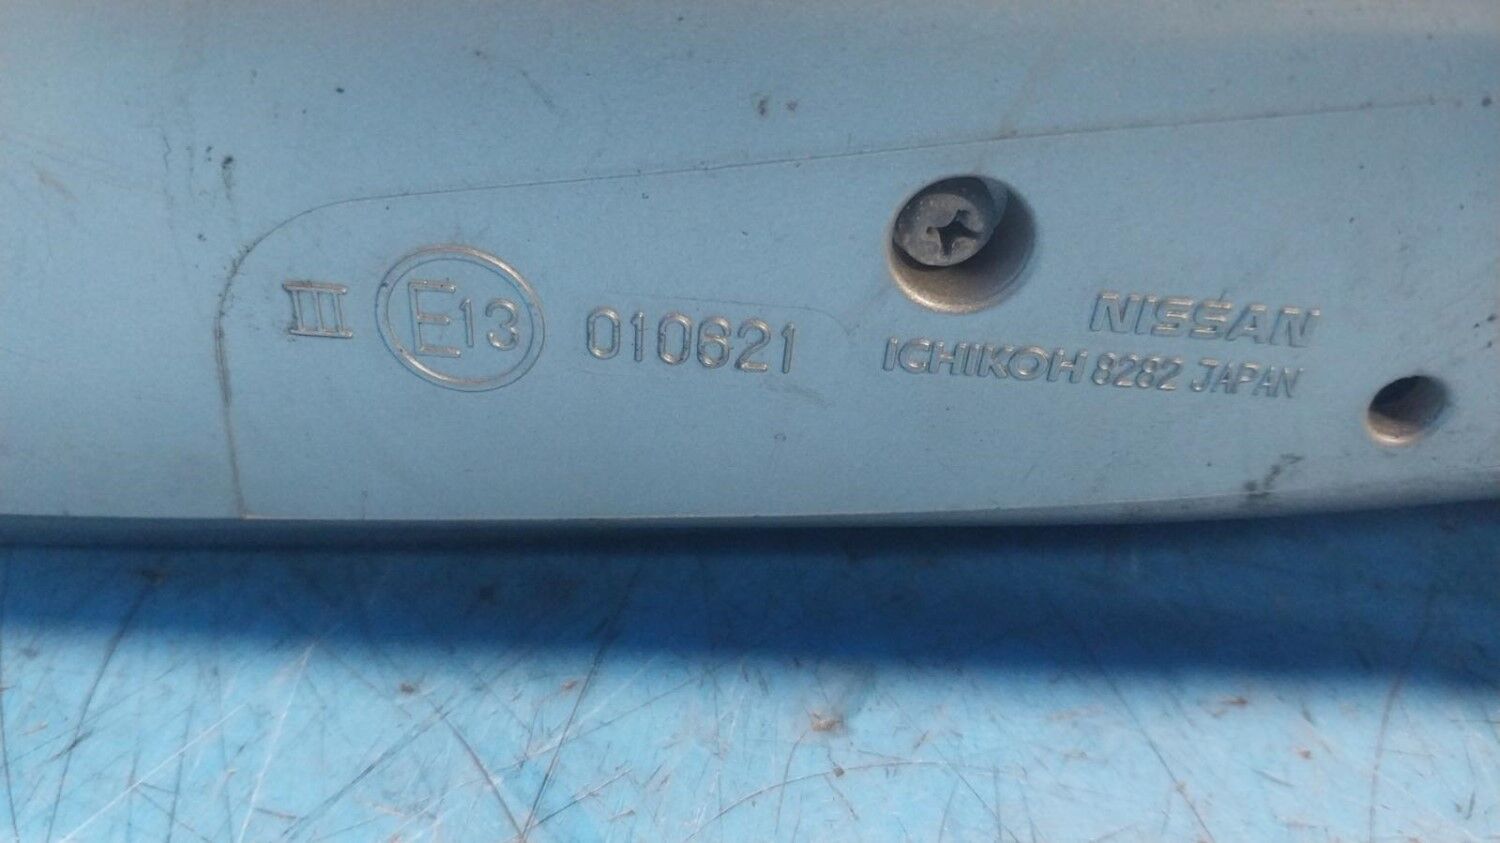 III E13 010621
NISSAN
ICHIKOH 8282 JAPAN